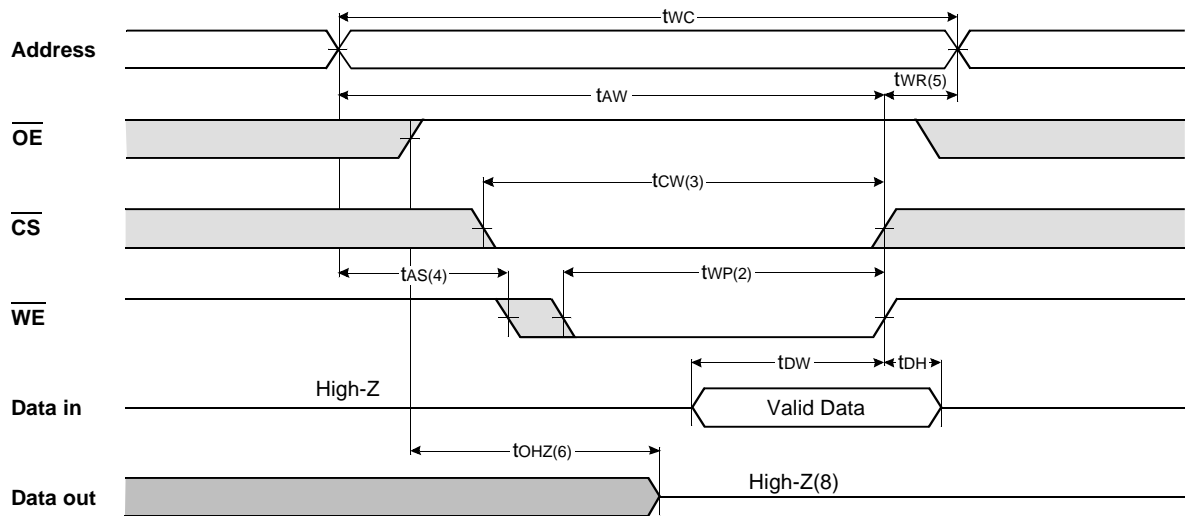 tWC
Address
tAW
tWR(5)
OE
tCW(3)
CS
tAS(4)
tWP(2)
WE
tDW
tDH
High-Z
Data in
Valid Data
tOHZ(6)
High-Z(8)
Data out